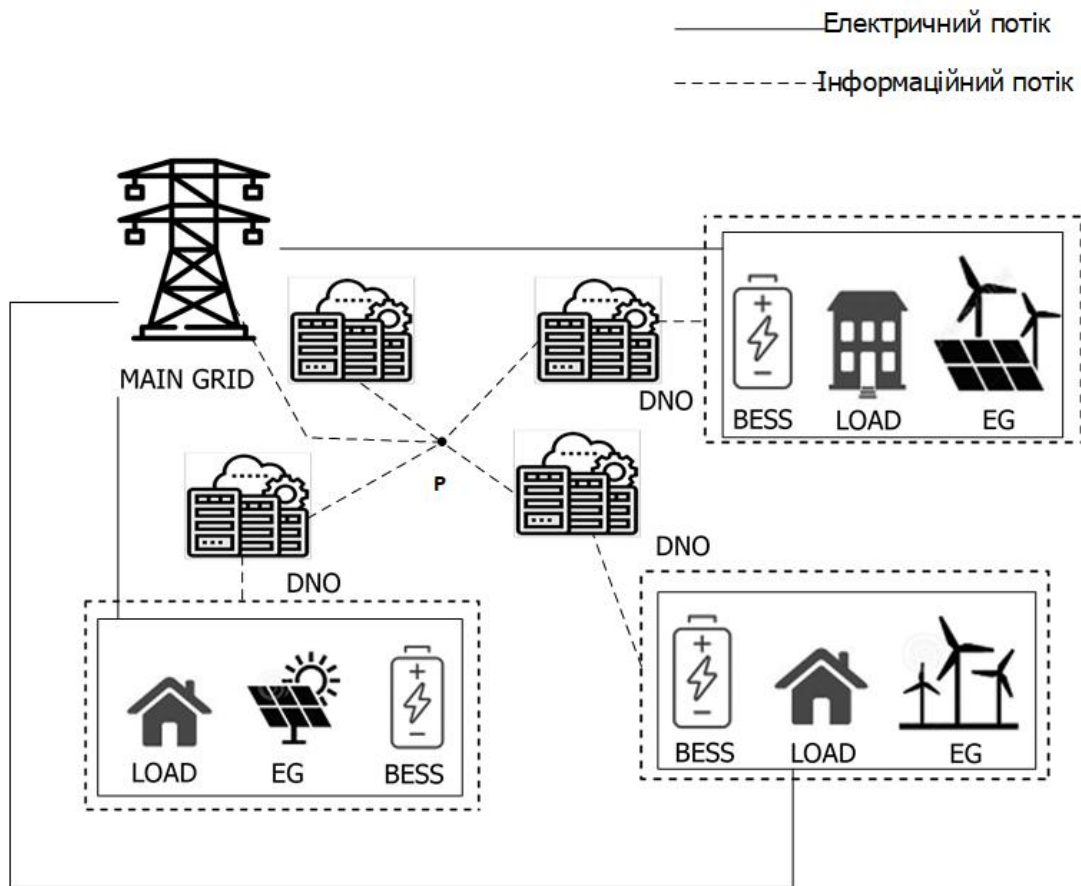 Електричний потік
Інформаційний потік
MAIN GRID
DNO
BESS
LOAD
EG
P
DNO
DNO
LOAD
EG
BESS
BESS
LOAD
EG